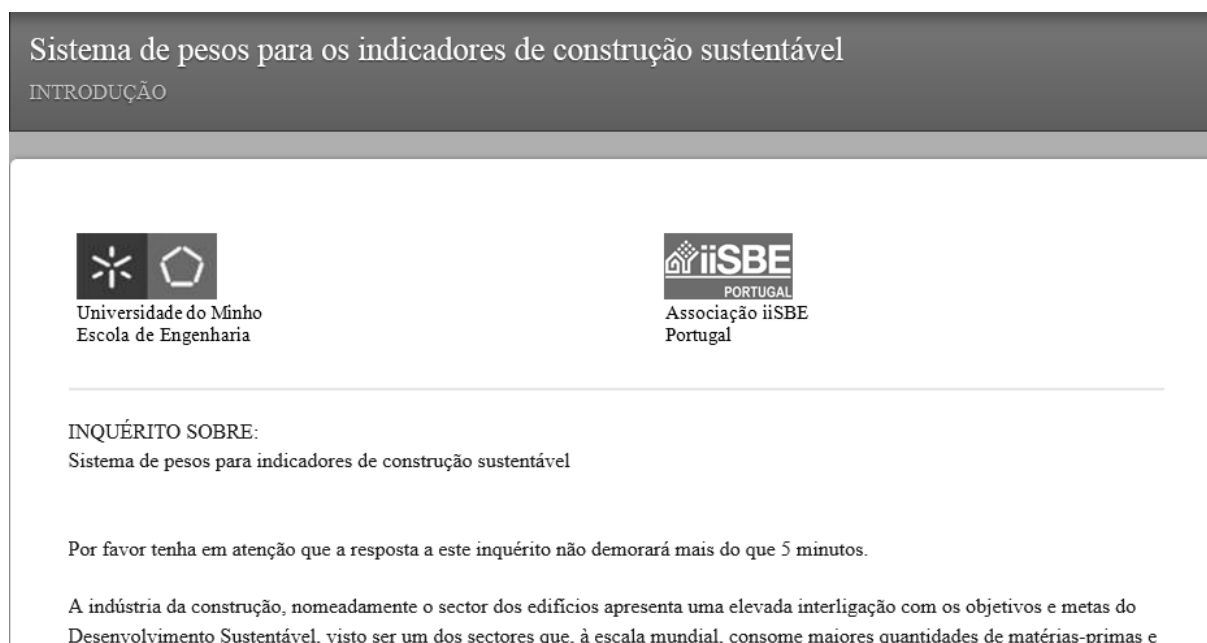 Sistema de pesos para os indicadores de construção sustentável
INTRODUÇÃO
iiSBE
PORTUGAL
Universidade do Minho
Escola de Engenharia
Associação iiSBE
Portugal
INQUÉRITO SOBRE:
Sistema de pesos para indicadores de construção sustentável
Por favor tenha em atenção que a resposta a este inquérito não demorará mais do que 5 minutos.
A indústria da construção, nomeadamente o sector dos edifícios apresenta uma elevada interligação com os objetivos e metas do
Desenvolvimento Sustentável, visto ser um dos sectores que, à escala mundial, consome maiores quantidades de matérias-primas e